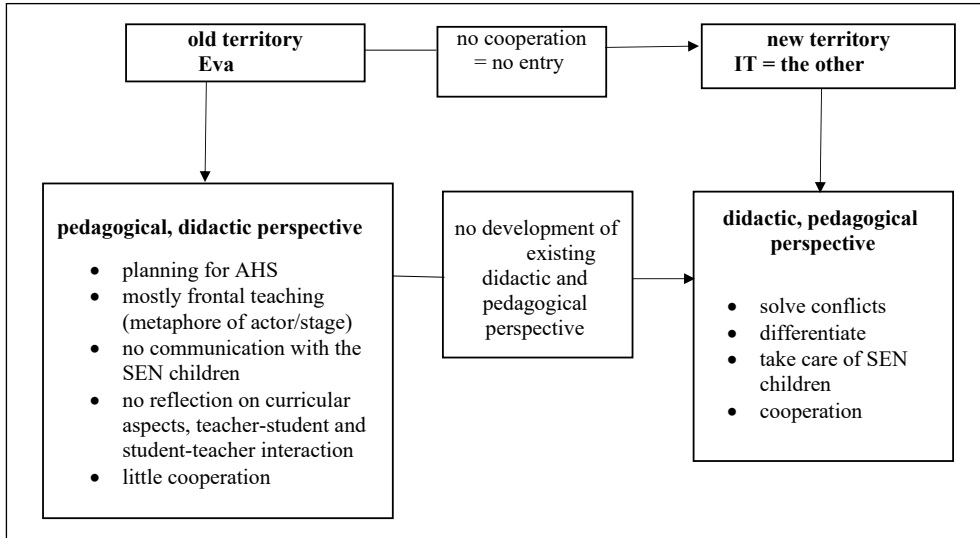 old territory
Eva
no cooperation
= no entry
new territory
IT = the other
pedagogical, didactic perspective
• planning for AHS
• mostly frontal teaching
(metaphore of actor/stage)
• no communication with the
SEN children
• no reflection on curricular
aspects, teacher-student and
student-teacher interaction
• little cooperation
no development of
existing
didactic and
pedagogical
perspective
didactic, pedagogical
perspective
• solve conflicts
• differentiate
• take care of SEN
children
• cooperation